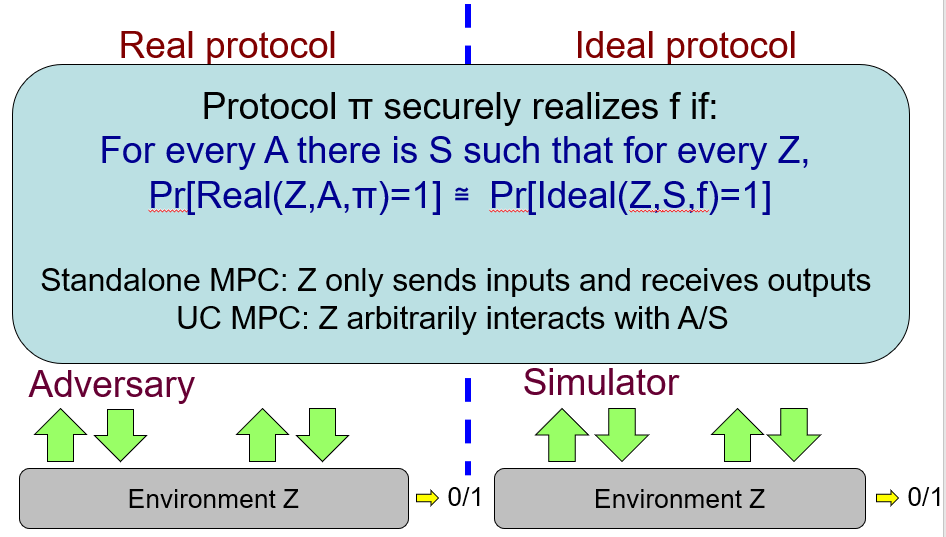 Real protocol
Ideal protocol
Protocol π securely realizes f if:
For every A there is S such that for every Z,
Pr[Real(Z,A,π)=1] ≅ Pr[Ideal(Z,S,f)=1]
Standalone MPC: Z only sends inputs and receives outputs
UC MPC: Z arbitrarily interacts with A/S
Adversary
Simulator
Environment Z
0/1
Environment Z
0/1